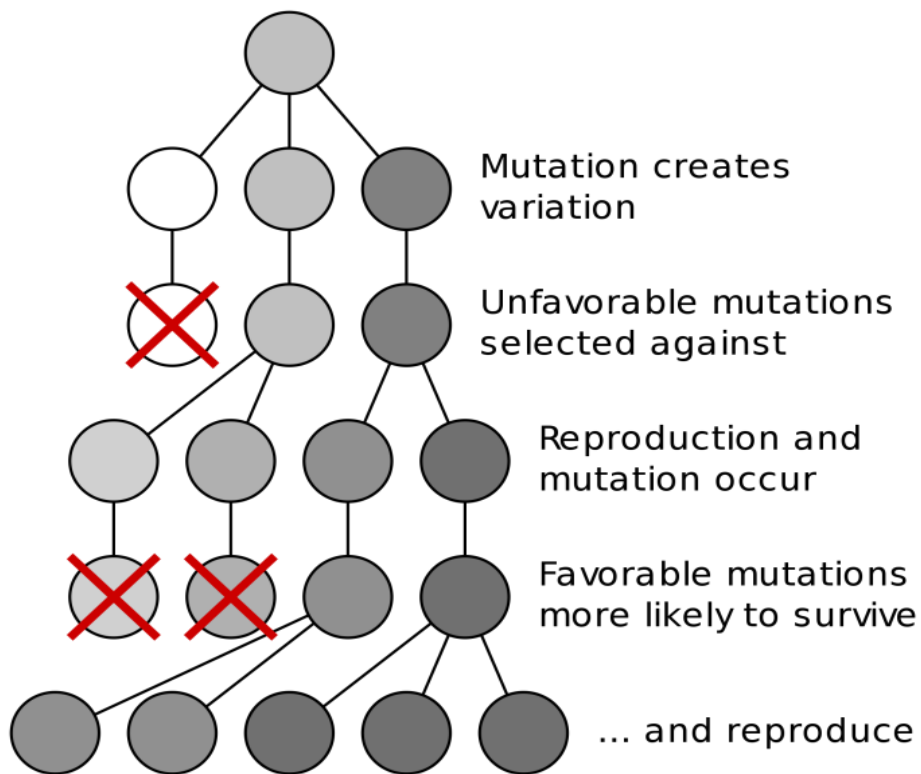 Mutation creates
variation
Unfavorable mutations
selected against
Reproduction and
mutation occur
Favorable mutations
more likely to survive
... and reproduce